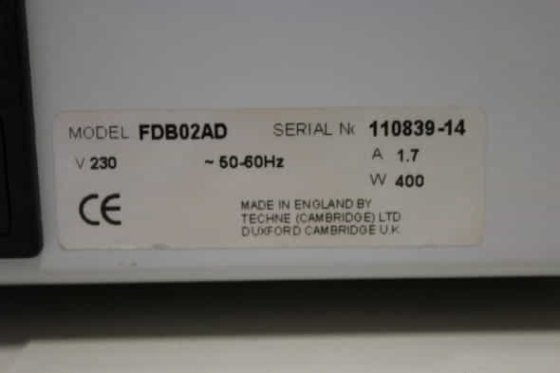 MODEL FDB02AD SERIAL No 110839-14
V 230 ~ 50-60Hz A 1.7
W 400
CE
MADE IN ENGLAND BY
TECHNE (CAMBRIDGE) LTD
DUXFORD CAMBRIDGE U.K